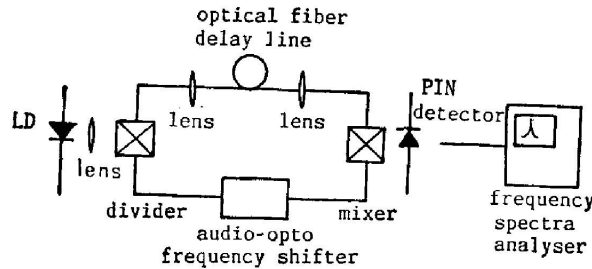 optical fiber
delay line
LD
lens
lens
lens
PIN
detector
divider
mixer
audio-opto
frequency shifter
frequency
spectra
analyser